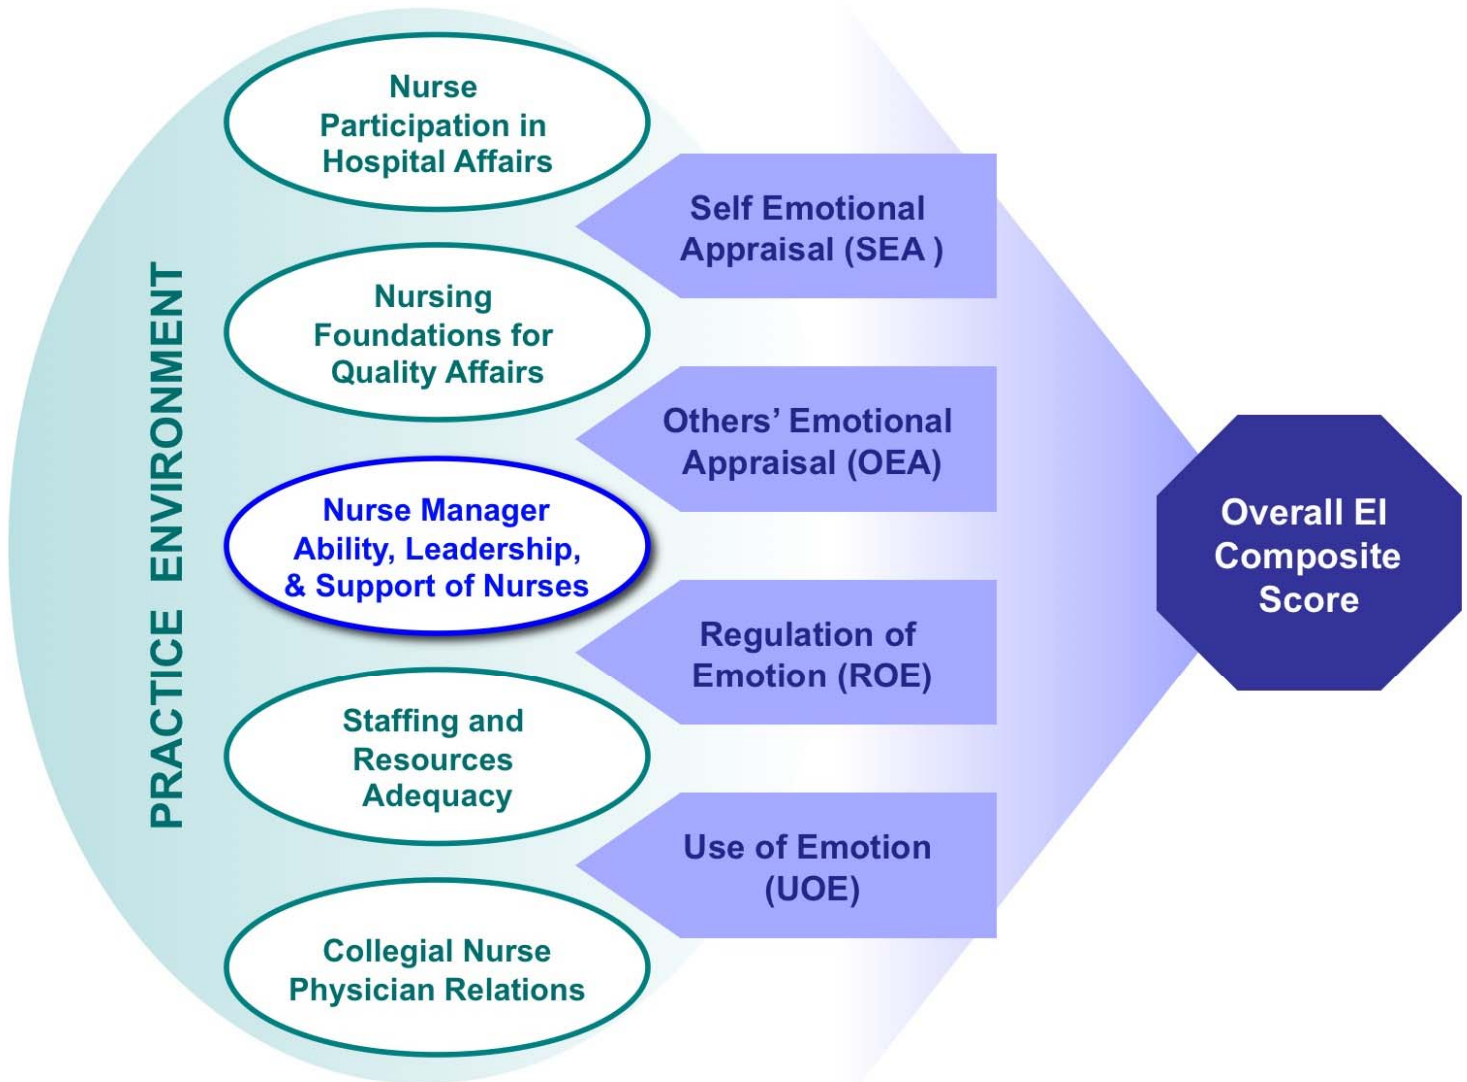 PRACTICE ENVIRONMENT
Nurse
Participation in
Hospital Affairs
Nursing
Foundations for
Quality Affairs
Nurse Manager
Ability, Leadership,
& Support of Nurses
Staffing and
Resources
Adequacy
Collegial Nurse
Physician Relations
Self Emotional
Appraisal (SEA )
Others’ Emotional
Appraisal (OEA)
Regulation of
Emotion (ROE)
Use of Emotion
(UOE)
Overall EI
Composite
Score